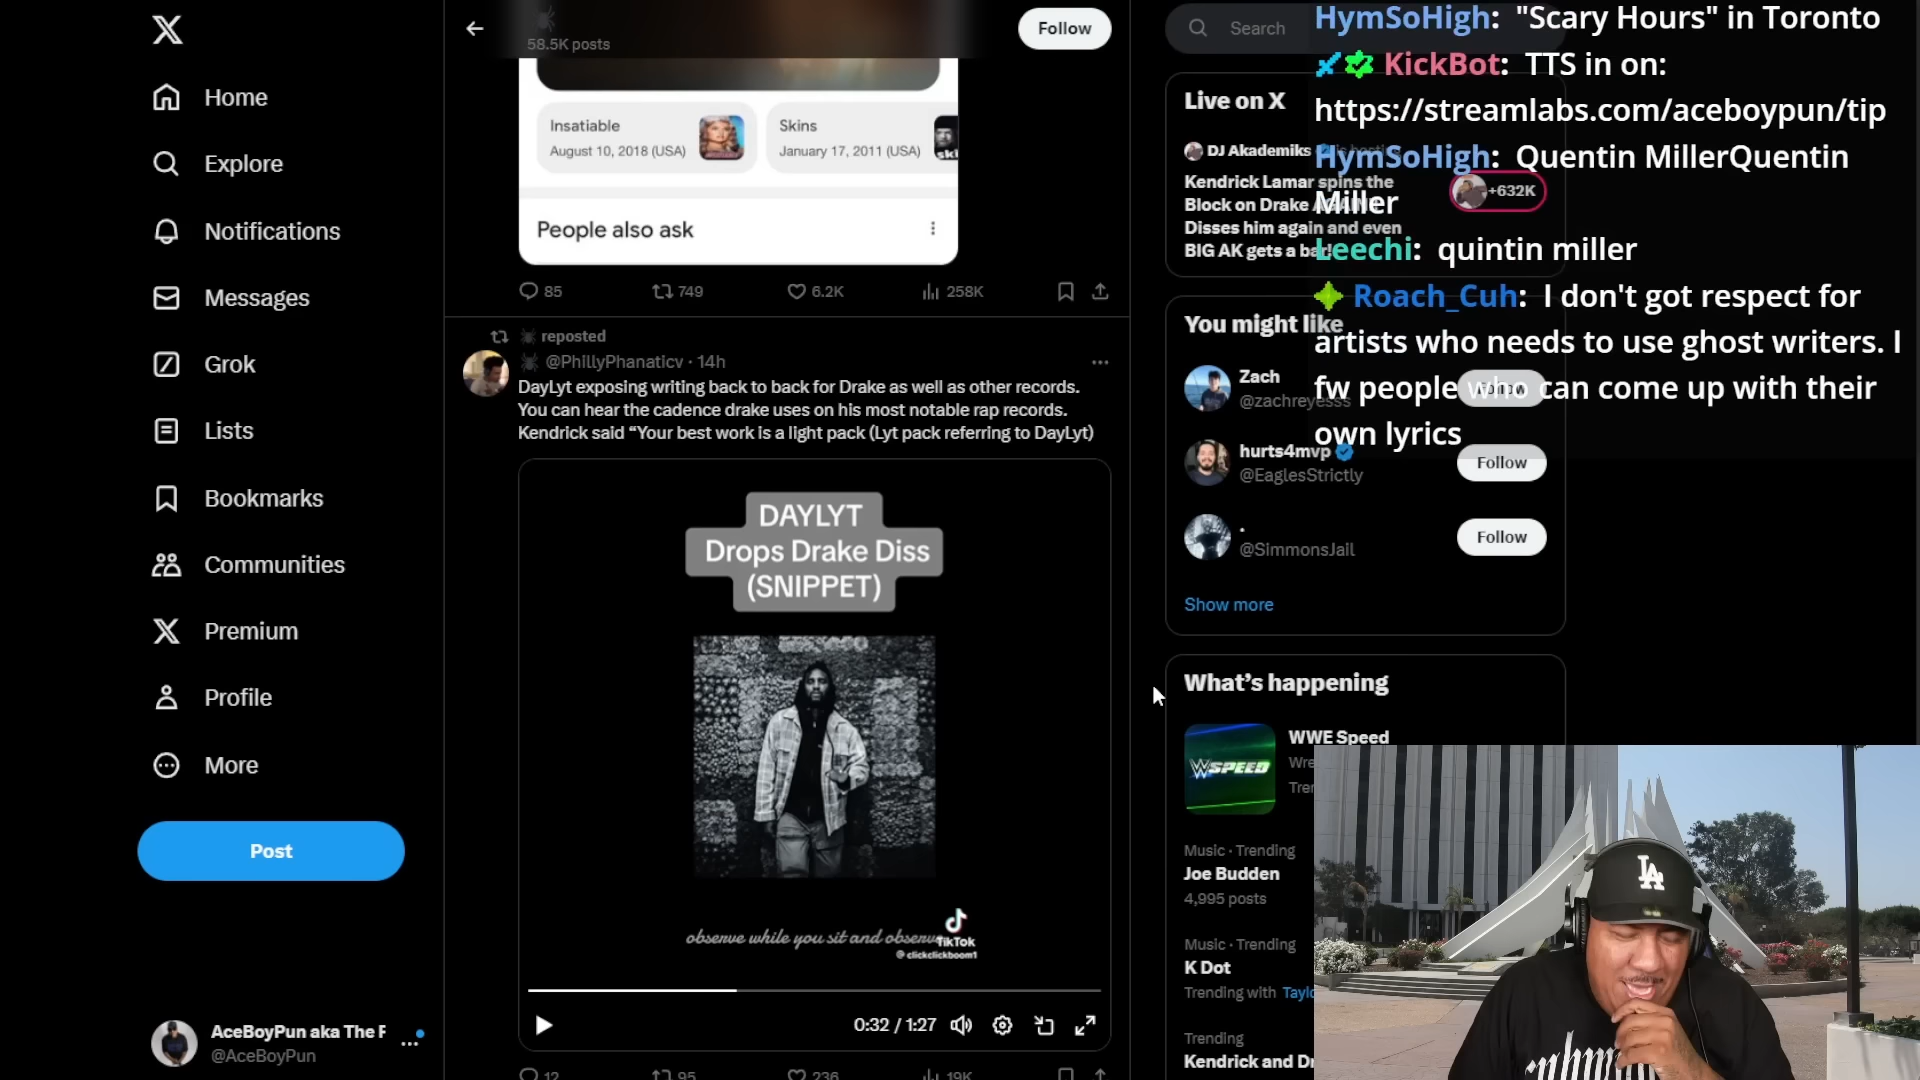 Home
Explore
Notifications
Messages
Grok
Lists
Bookmarks
Communities
Premium
Profile
More
Post
AceBoyPun aka The F
@AceBoyPun
58.5K posts
Follow
Insatiable
August 10, 2018 (USA)
Skins
January 17, 2011 (USA)
People also ask
85
749
6.2K
258K
reposted
@PhillyPhanaticv · 14h
DayLyt exposing writing back to back for Drake as well as other records.
You can hear the cadence drake uses on his most notable rap records.
Kendrick said “Your best work is a light pack (Lyt pack referring to DayLyt)
DAYLYT
Drops Drake Diss
(SNIPPET)
observe while you sit and observe
TikTok
@clickclickboom1
0:32 / 1:27
12
95
236
19K
Search
Live on X
DJ Akademiks
Kendrick Lamar spins the
Block on Drake
Disses him again and even
BIG AK gets a bar
+632K
You might like
Zach
@zachreyesss
Follow
hurts4mvp
@EaglesStrictly
Follow
.
@SimmonsJail
Follow
Show more
What’s happening
WWE Speed
WSPEED
Music · Trending
Joe Budden
4,995 posts
Music · Trending
K Dot
Trending with Taylo
Trending
Kendrick and Dr
HymSoHigh: "Scary Hours" in Toronto
KickBot: TTS in on:
https://streamlabs.com/aceboypun/tip
HymSoHigh: Quentin MillerQuentin
Miller
Leechi: quintin miller
Roach_Cuh: I don't got respect for
artists who needs to use ghost writers. I
fw people who can come up with their
own lyrics
LA